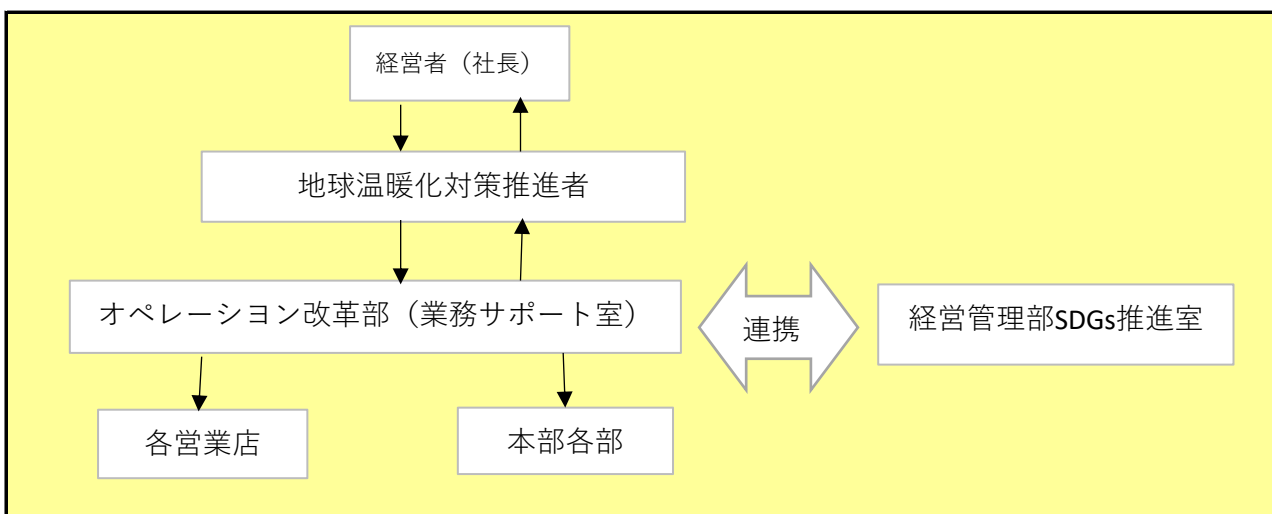 経営者（社長）
地球温暖化対策推進者
オペレーシヨン改革部（業務サポート室）
連携
経営管理部SDGs推進室
各営業店
本部各部